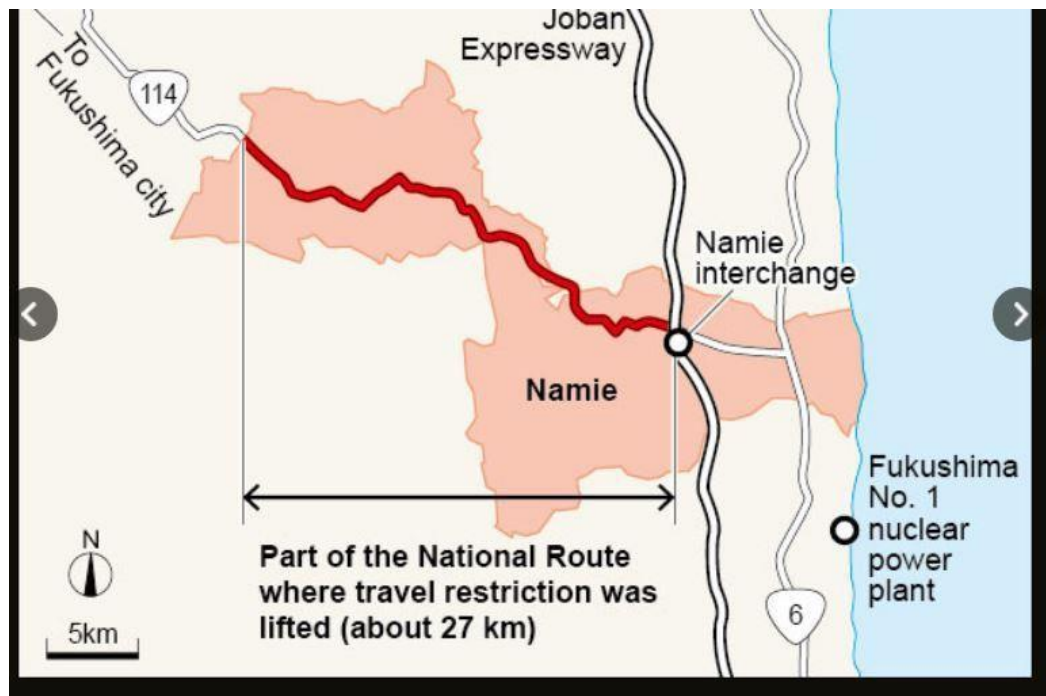 Joban
Expressway
To
Fukushima city
114
Namie
interchange
Namie
Fukushima
No. 1
nuclear
power
plant
N
5km
Part of the National Route
where travel restriction was
lifted (about 27 km)
6